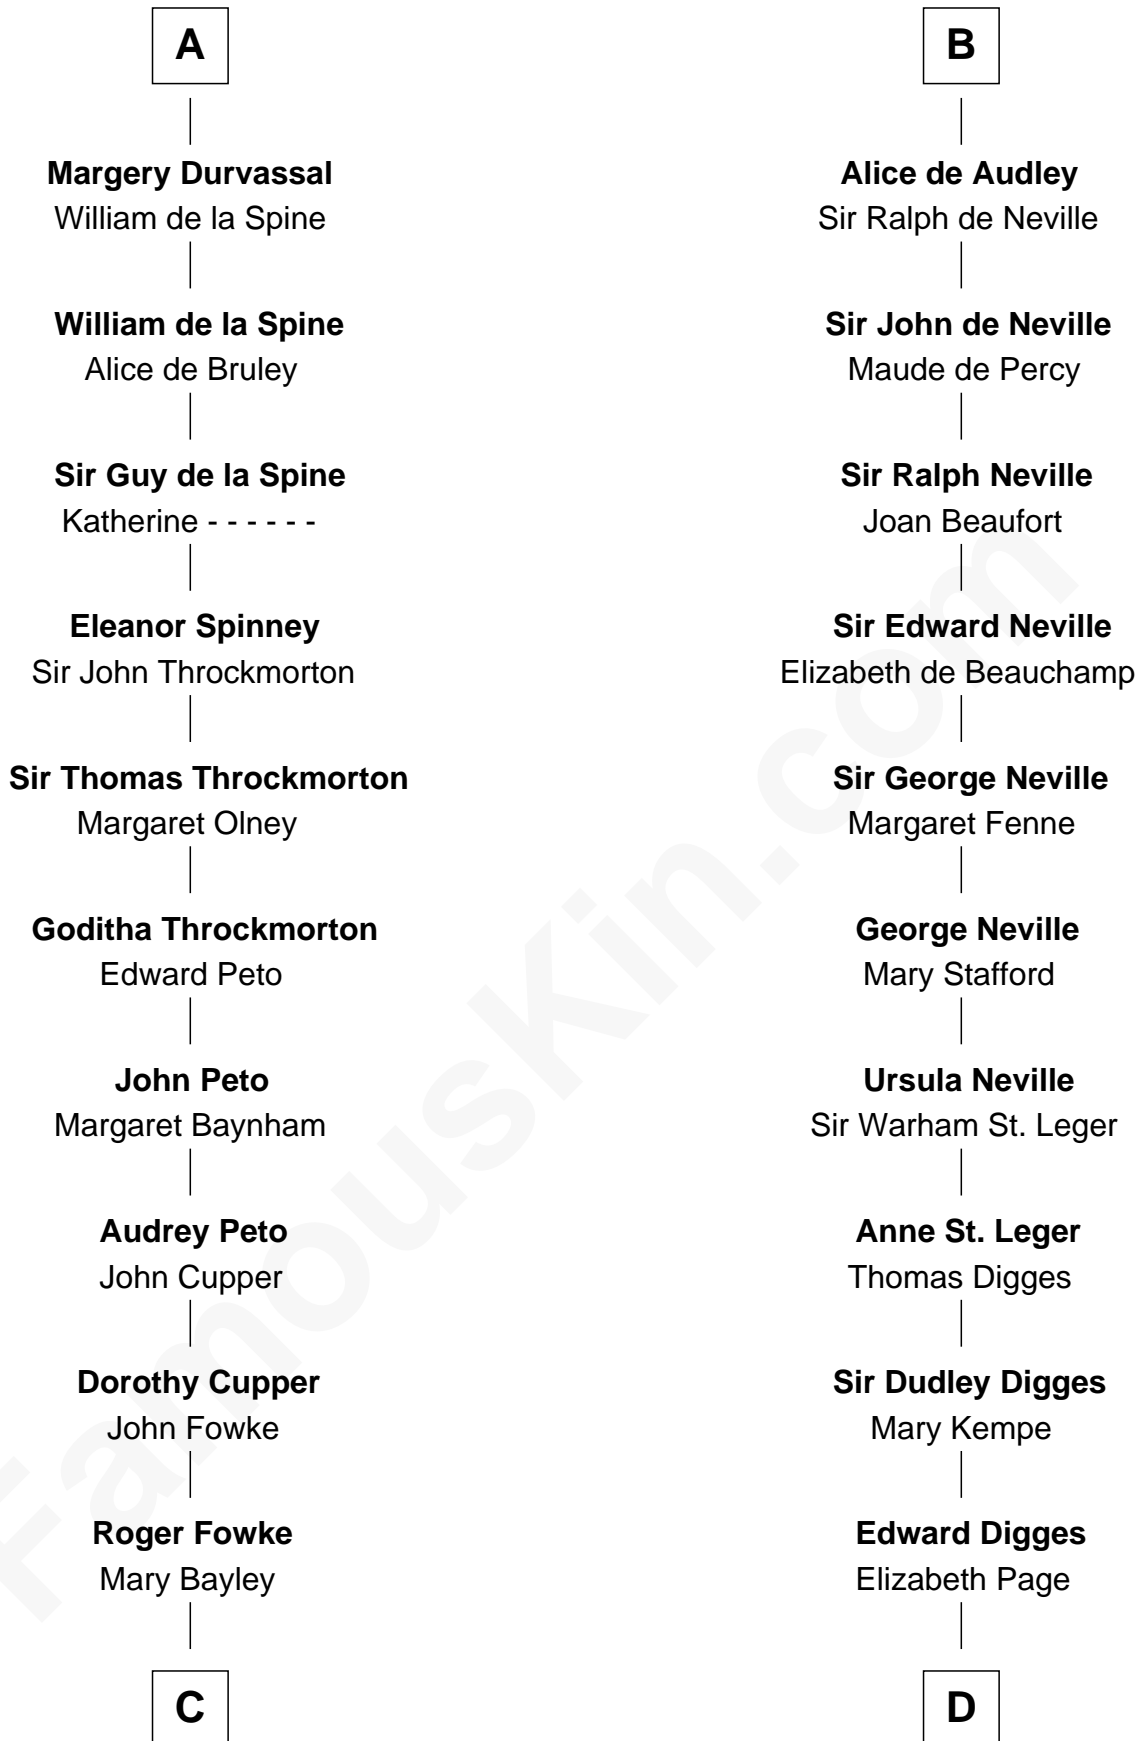 A
Margery Durvassal
William de la Spine
William de la Spine
Alice de Bruley
Sir Guy de la Spine
Katherine - - - - - -
Eleanor Spinney
Sir John Throckmorton
Sir Thomas Throckmorton
Margaret Olney
Goditha Throckmorton
Edward Peto
John Peto
Margaret Baynham
Audrey Peto
John Cupper
Dorothy Cupper
John Fowke
Roger Fowke
Mary Bayley
C
B
Alice de Audley
Sir Ralph de Neville
Sir John de Neville
Maude de Percy
Sir Ralph Neville
Joan Beaufort
Sir Edward Neville
Elizabeth de Beauchamp
Sir George Neville
Margaret Fenne
George Neville
Mary Stafford
Ursula Neville
Sir Warham St. Leger
Anne St. Leger
Thomas Digges
Sir Dudley Digges
Mary Kempe
Edward Digges
Elizabeth Page
D
FamousKin.com